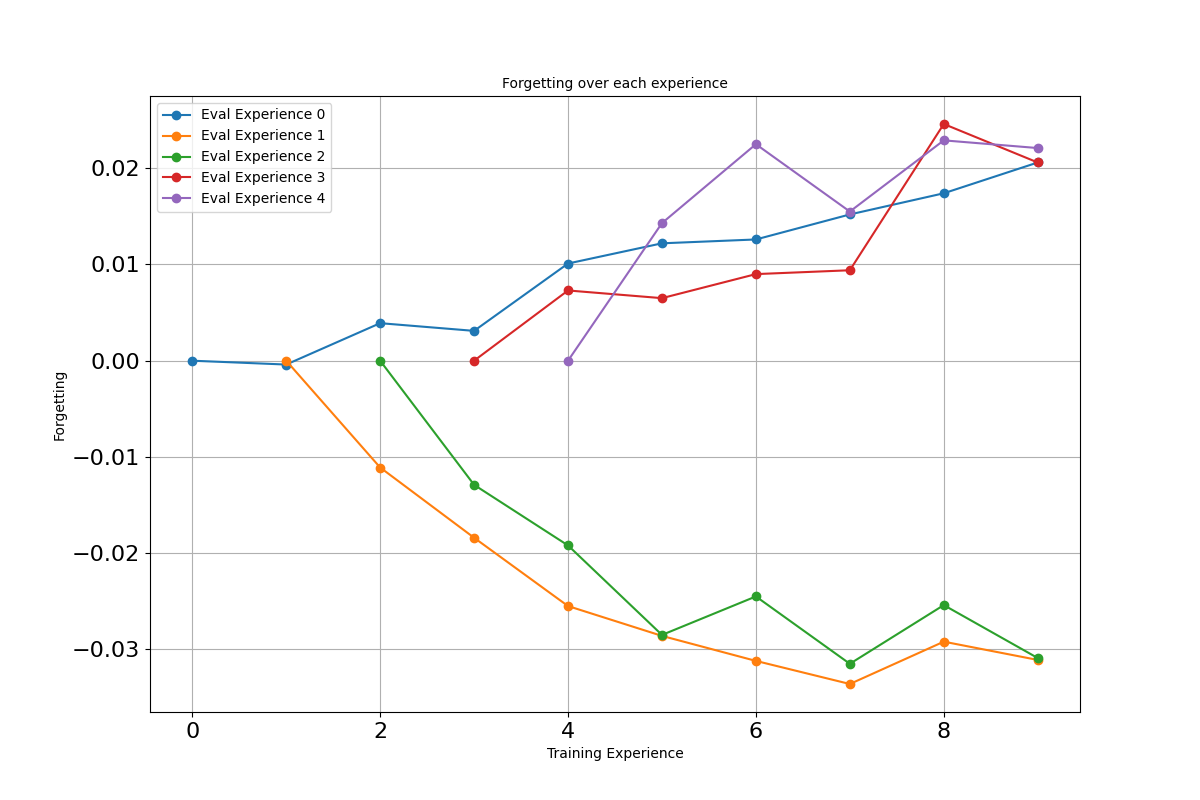 Forgetting over each experience
Eval Experience 0
Eval Experience 1
Eval Experience 2
Eval Experience 3
Eval Experience 4
0.02
0.01
0.00
−0.01
−0.02
−0.03
Forgetting
0 2 4 6 8
Training Experience